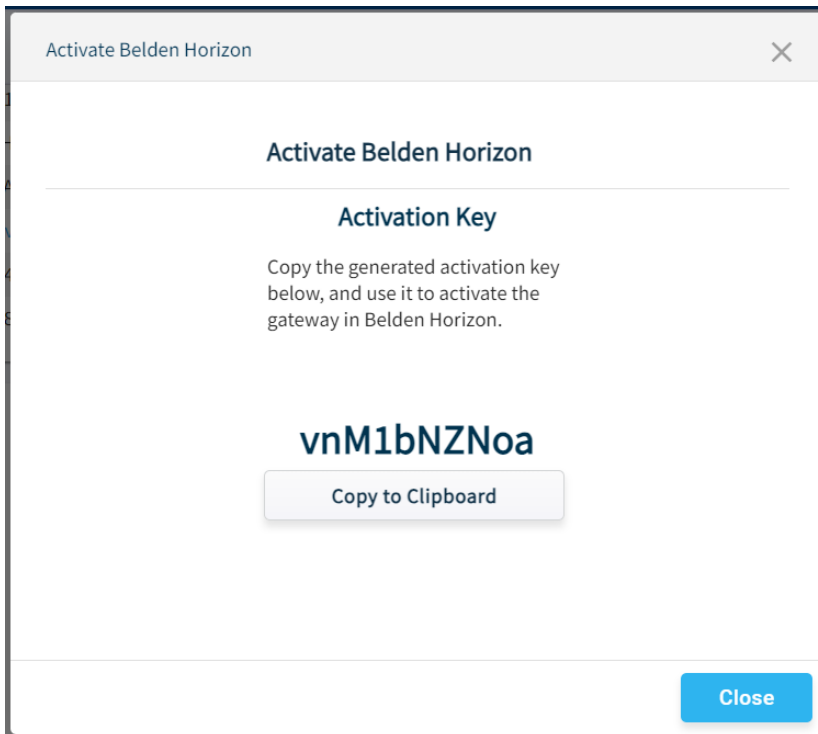 Activate Belden Horizon
Activate Belden Horizon
Activation Key
Copy the generated activation key
below, and use it to activate the
gateway in Belden Horizon.
vnM1bNZNoa
Copy to Clipboard
Close